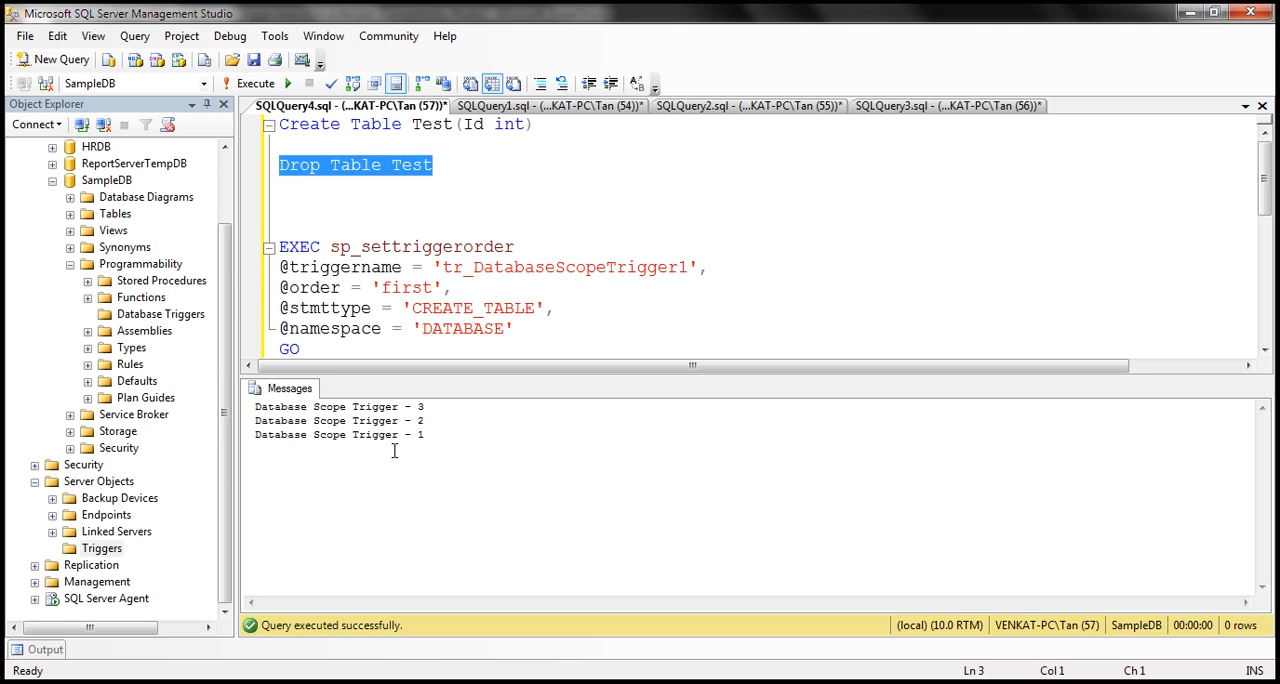 Microsoft SQL Server Management Studio
File Edit View Query Project Debug Tools Window Community Help
New Query
SampleDB Execute
Object Explorer
SQLQuery4.sql - (...KAT-PC\Tan (57))* SQLQuery1.sql - (...KAT-PC\Tan (54))* SQLQuery2.sql - (...KAT-PC\Tan (55))* SQLQuery3.sql - (...KAT-PC\Tan (56))*
Connect
HRDB
ReportServerTempDB
SampleDB
Database Diagrams
Tables
Views
Synonyms
Programmability
Stored Procedures
Functions
Database Triggers
Assemblies
Types
Rules
Defaults
Plan Guides
Service Broker
Storage
Security
Security
Server Objects
Backup Devices
Endpoints
Linked Servers
Triggers
Replication
Management
SQL Server Agent
Create Table Test(Id int)
Drop Table Test
EXEC sp_settriggerorder
@triggername = 'tr_DatabaseScopeTrigger1',
@order = 'first',
@stmttype = 'CREATE_TABLE',
@namespace = 'DATABASE'
GO
Messages
Database Scope Trigger - 3
Database Scope Trigger - 2
Database Scope Trigger - 1
Query executed successfully. (local) (10.0 RTM) VENKAT-PC\Tan (57) SampleDB 00:00:00 0 rows
Output
Ready Ln 3 Col 1 Ch 1 INS